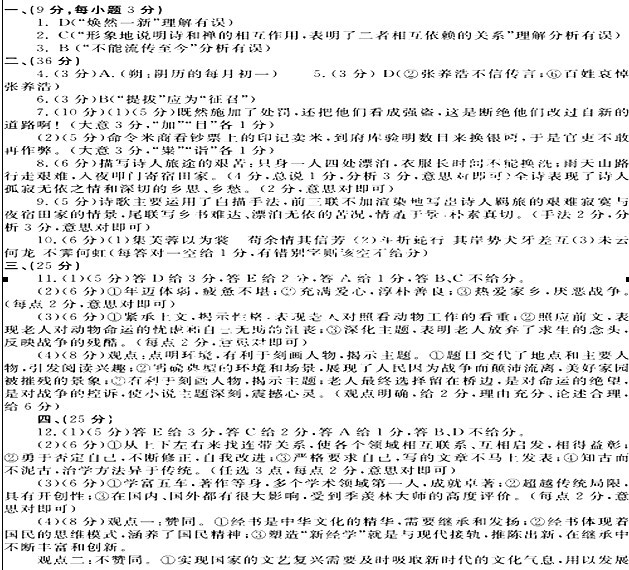 一、(9分,每小题3分)
1. D(“焕然一新”理解有误)
2. C(“形象地说明诗和禅的相互作用,表明了二者相互依赖的关系”理解分析有误)
3. B(“不能流传至今”分析有误)
二、(36分)
4.(3分)A.(朔:阴历的每月初一) 5.(3分) D(②张养浩不信传言;⑥百姓哀悼
张养浩)
6.(3分)B(“提拔”应为“征召”)
7.(10分)(1)(5分)既然施加了处罚,还把他们看成强盗,这是断绝他们改过自新的
道路啊!(大意3分,“加”“目”各1分)
(2)(5分)命令米商看钞票上的印记卖米,到府库验明数目来换银两,于是官吏不敢
再作弊。(大意3分,“粜”“诣”各1分)
8.(6分)描写诗人旅途的艰苦:只身一人四处漂泊,衣服长时间不能换洗;雨天山路
行走艰难,入夜叩门寄宿田家。(4分,总说1分,分析3分,意思对即可)全诗表现了诗人
孤寂无依之情和深切的乡思、乡愁。(2分,意思对即可)
9.(5分)诗歌主要运用了白描手法,前三联不加渲染地写出诗人羁旅的艰难寂寞与
夜宿田家的情景,尾联写乡书难达、漂泊无依的苦况,情 朴素真切。(手法2分,分
析3分,意思对即可)
10.(6分)(1)集芙蓉以为裳 苟余情其信芳 (2)斗折蛇行 其岸势犬牙差互(3)未云
何龙 不霁何虹(每答对一空给1分,有错别字则该空不给分)
三、(25分)
11.(1)(5分)答D给3分,答E给2分,答A给1分,答B、C不给分。
(2)(6分)①年迈体弱,疲惫不堪;②充满爱心,淳朴善良;③热爱家乡,厌恶战争。
(每点2分,意思对即可)
(3)(6分)①紧承上文,揭示性格,表现老人对照看动物工作的看重;②照应前文,表
现老人对动物命运的忧虑和自己无助的沮丧;③深化主题,表明老人放弃了求生的念头,
反映战争的残酷。(每点2分,意思对即可)
(4)(8分)观点:点明环境,有利于刻画人物,揭示主题。①题目交代了地点和主要人
物,引发阅读兴趣;② 典型的环境和场景,展现了人民因为战争而颠沛流离,美好家园
被摧残的景象;③有利于刻画人物,揭示主题;老人最终选择留在桥边,是对命运的绝望,
是对战争的控诉,使小说主题深刻,震撼心灵。(观点明确,给2分,理由充分、论述合理,
给6分)
四、(25分)
12.(1)(5分)答E给3分,答C给2分,答A给1分,答B、D不给分。
(2)(6分)①从上下左右来找连带关系,使各个领域相互联系、互相启发,相得益彰;
②勇于否定自己,不断修正,自我改进;③严格要求自己,写的文章不马上发表;④知古而
不泥古,治学方法异于传统。(任选3点,每点2分,意思对即可)
(3)(6分)①学富五车,著作等身,多个学术领域第一人,成就卓著;②超越传统局限,
具有开创性;③在国内、国外都有很大影响,受到季羡林大师的高度评价。(每点2分,意
思对即可)
(4)(8分)观点一:赞同。①经书是中华文化的精华,需要继承和发扬;②经书体现着
国民的思维模式,涵养了国民精神;③塑造“新经学”就是与现代接轨,推陈出新,在继承中
不断丰富和创新。
观点二:不赞同。①实现国家的文艺复兴需要及时吸取新时代的文化气息,用以发展